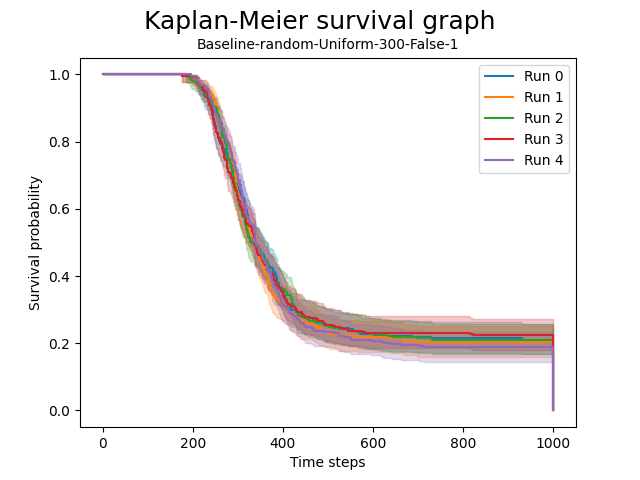 Kaplan-Meier survival graph
Baseline-random-Uniform-300-False-1
Run 0
Run 1
Run 2
Run 3
Run 4
Survival probability
1.0
0.8
0.6
0.4
0.2
0.0
0 200 400 600 800 1000
Time steps